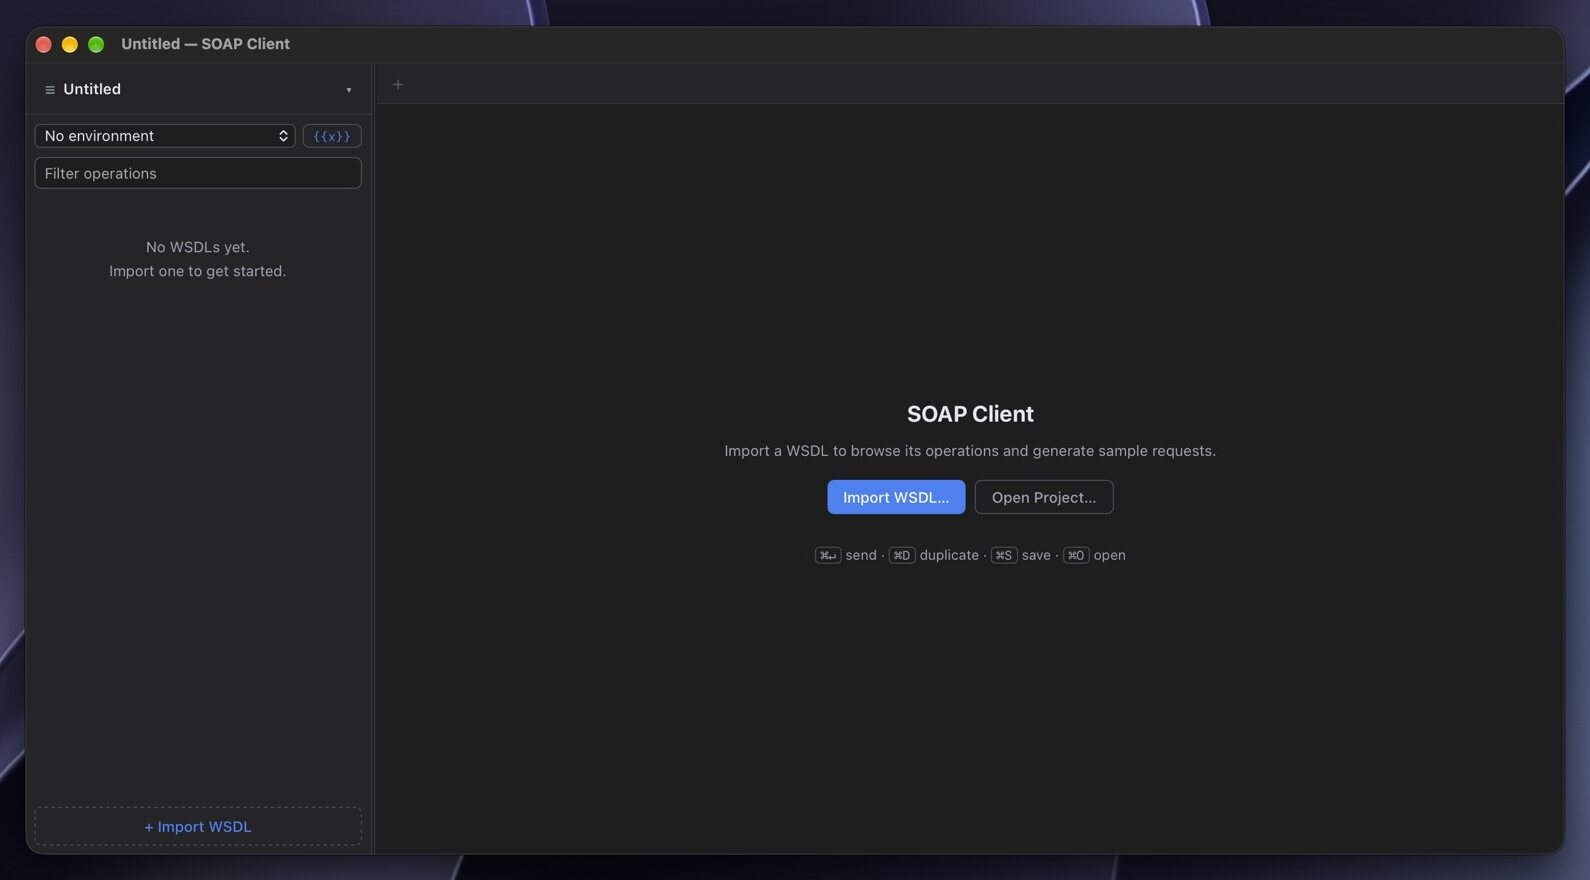 Untitled — SOAP Client
≡ Untitled ▾
+
No environment
{{x}}
Filter operations
No WSDLs yet.
Import one to get started.
SOAP Client
Import a WSDL to browse its operations and generate sample requests.
Import WSDL... Open Project...
⌘↵ send · ⌘D duplicate · ⌘S save · ⌘O open
+ Import WSDL